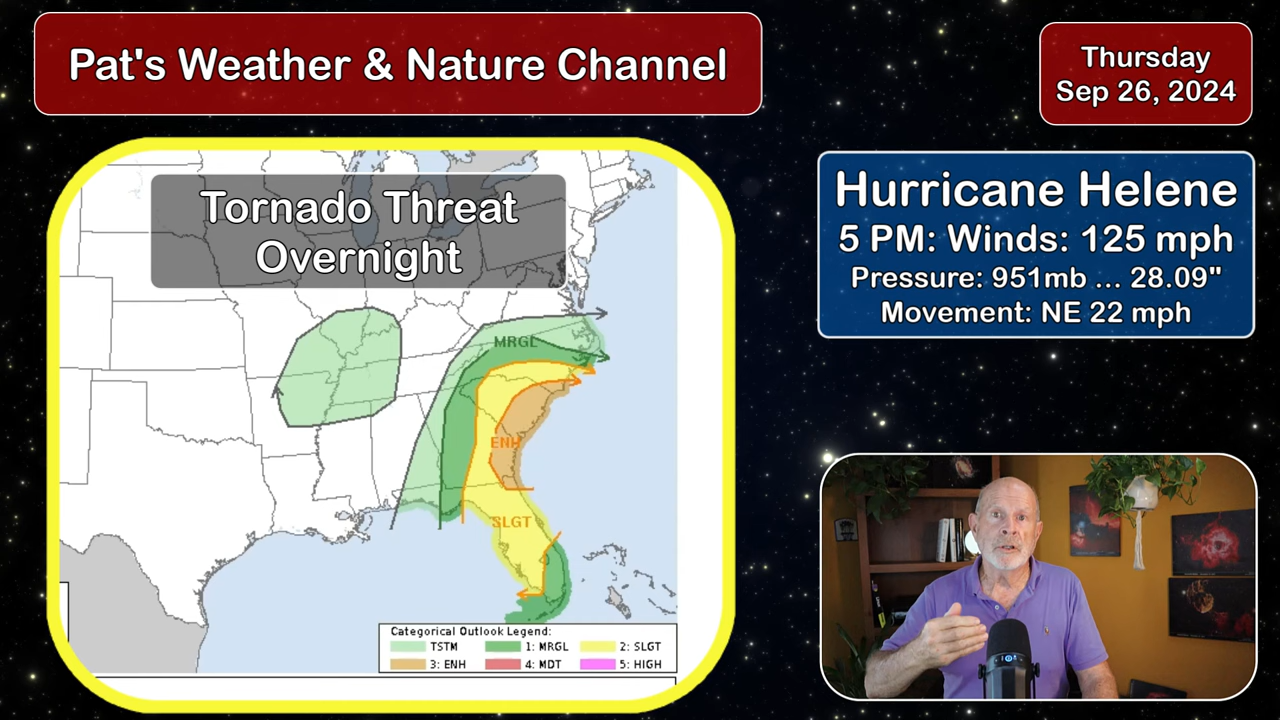 Pat's Weather & Nature Channel
Thursday
Sep 26, 2024
Tornado Threat
Overnight
Hurricane Helene
5 PM: Winds: 125 mph
Pressure: 951mb ... 28.09"
Movement: NE 22 mph
MRGL
ENH
SLGT
Categorical Outlook Legend:
TSTM 1: MRGL 2: SLGT
3: ENH 4: MDT 5: HIGH